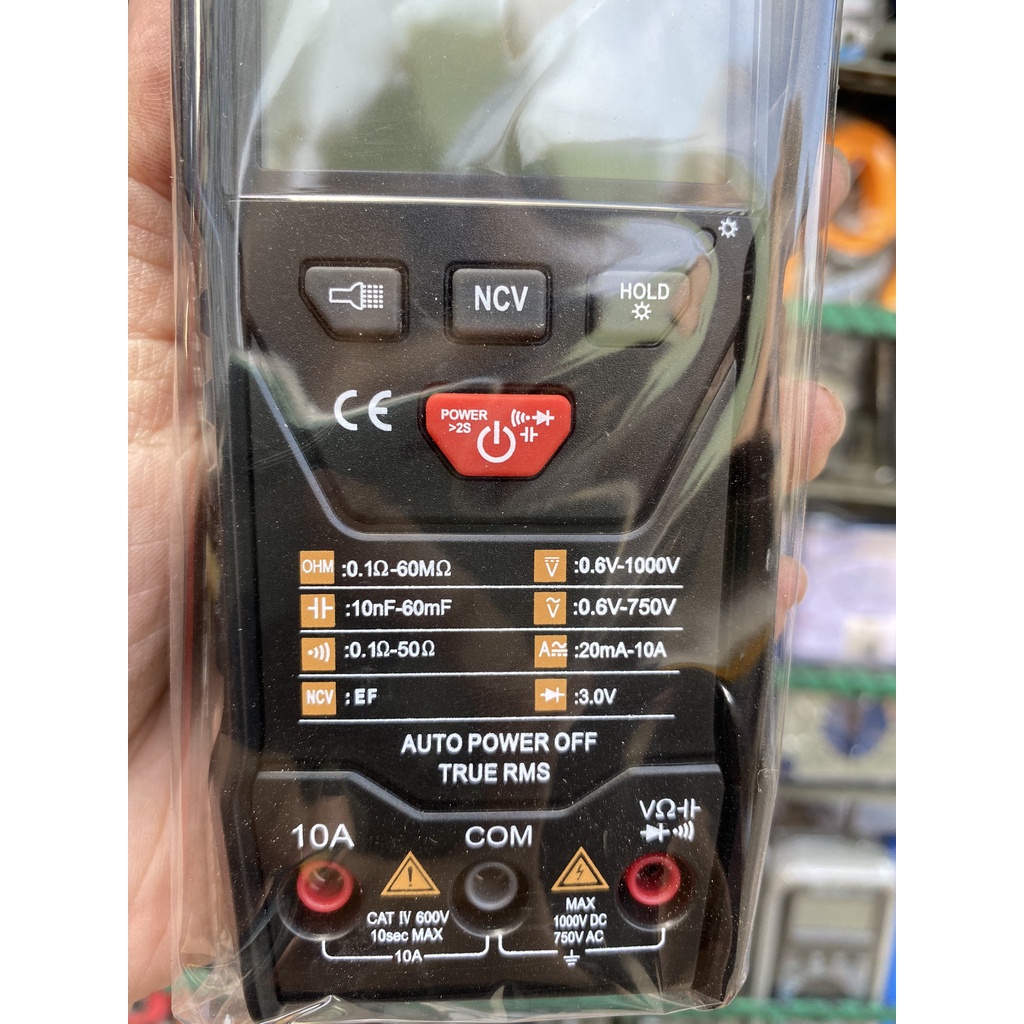 NCV
HOLD
CE
POWER
>2S
OHM :0.1Ω-60MΩ
V :0.6V-1000V
:10nF-60mF
V :0.6V-750V
:0.1Ω-50Ω
A :20mA-10A
NCV :EF
:3.0V
AUTO POWER OFF
TRUE RMS
10A
COM
VΩ
CAT IV 600V
10sec MAX
10A
MAX
1000V DC
750V AC